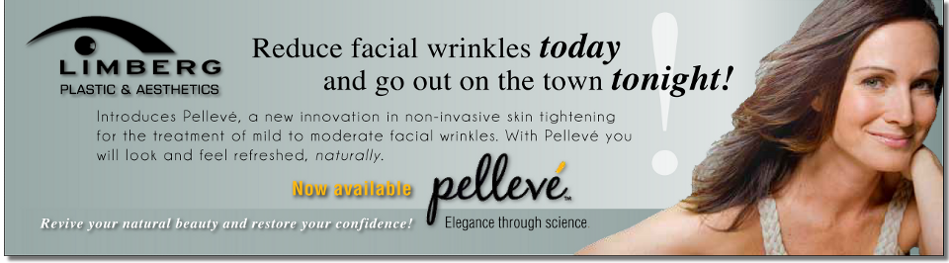 LIMBERG
PLASTIC & AESTHETICS
Reduce facial wrinkles today
and go out on the town tonight!
Introduces Pellevé, a new innovation in non-invasive skin tightening
for the treatment of mild to moderate facial wrinkles. With Pellevé you
will look and feel refreshed, naturally.
Now available
pellevé™
Elegance through science.
Revive your natural beauty and restore your confidence!